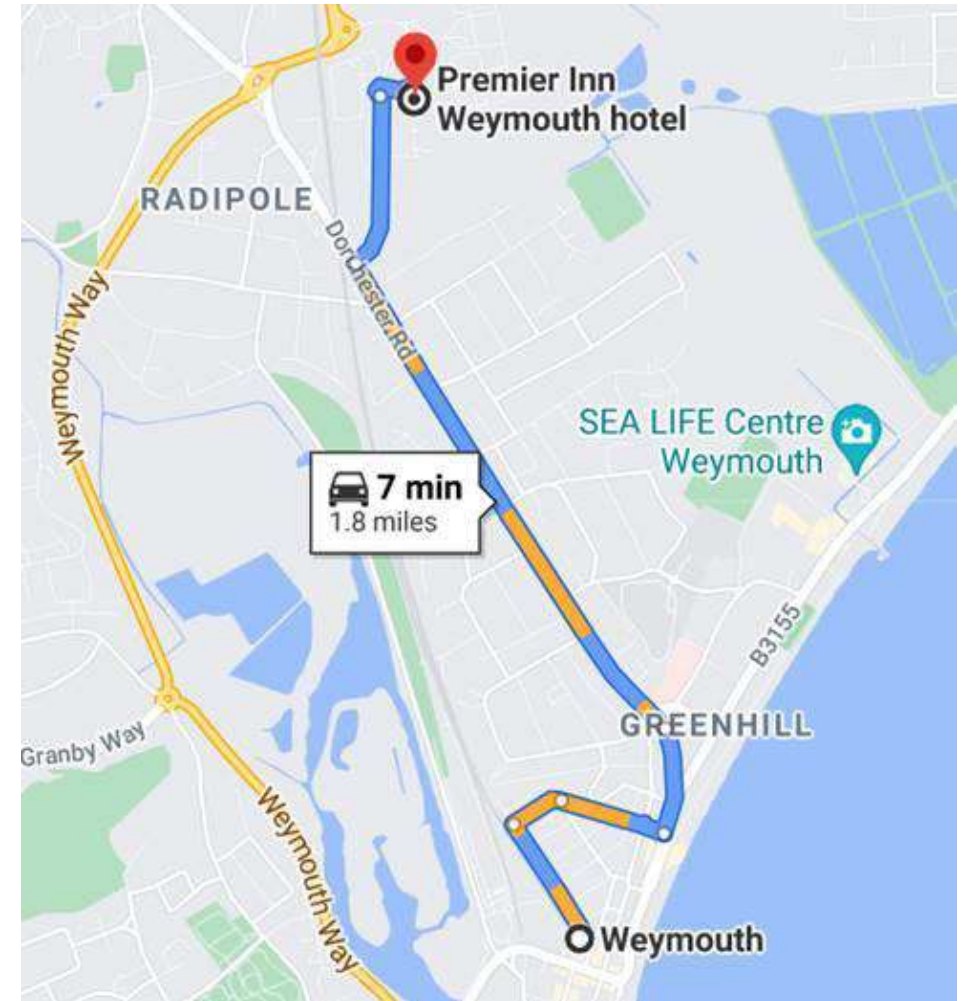 Premier Inn
Weymouth hotel
RADIPOLE
Dorchester Rd
Weymouth Way
SEA LIFE Centre
Weymouth
7 min
1.8 miles
B3155
GREENHILL
Granby Way
Weymouth Way
Weymouth